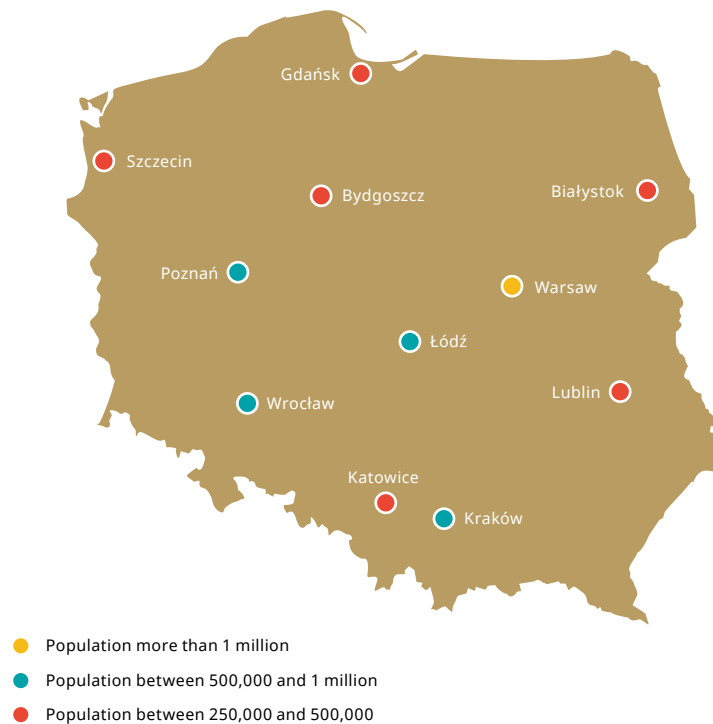 Gdańsk
Szczecin
Białystok
Bydgoszcz
Poznań
Warsaw
Łódź
Lublin
Wrocław
Katowice
Kraków
Population more than 1 million
Population between 500,000 and 1 million
Population between 250,000 and 500,000